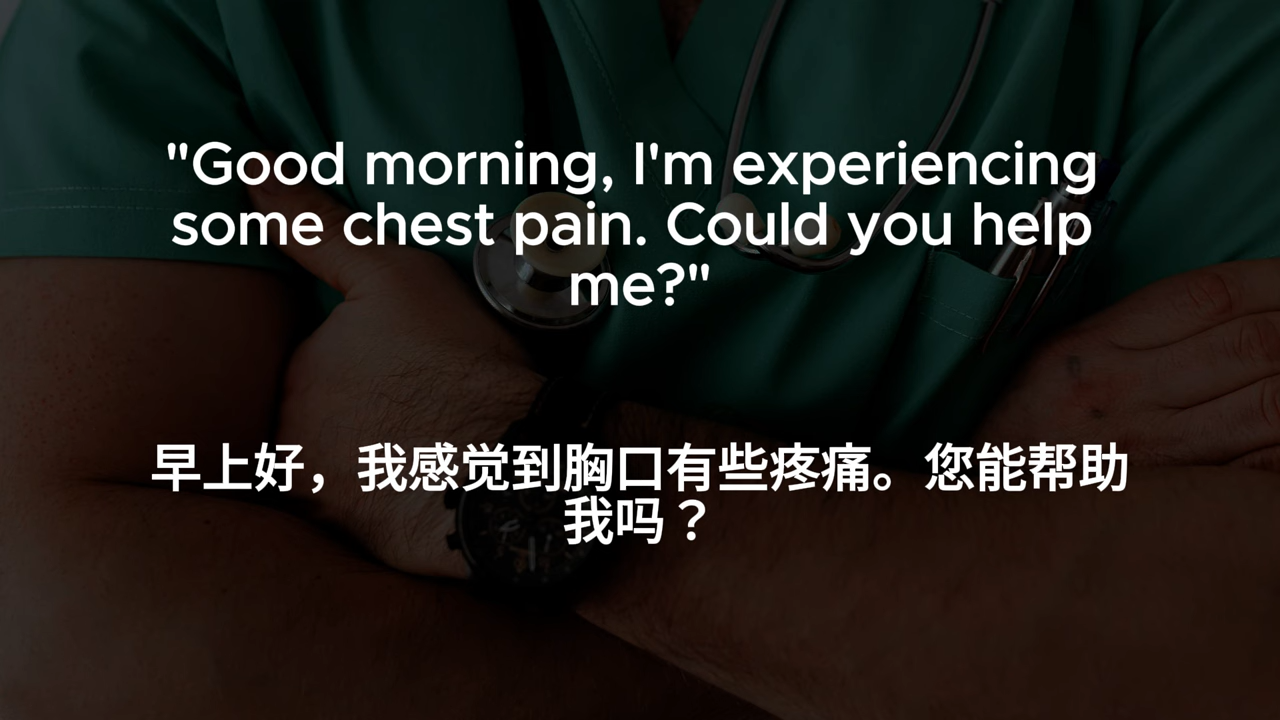 "Good morning, I'm experiencing
some chest pain. Could you help
me?"
早上好，我感觉到胸口有些疼痛。您能帮助
我吗？